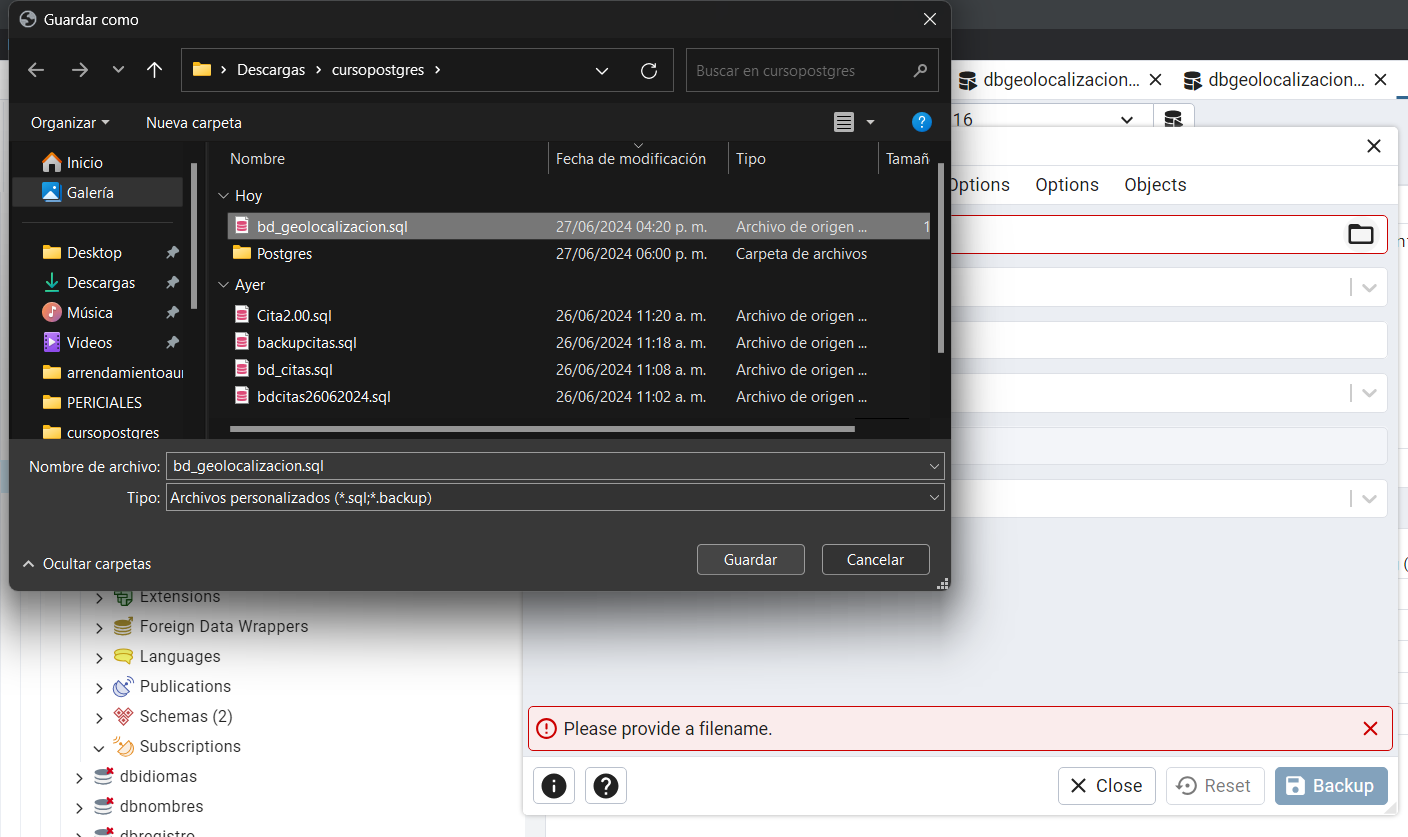 Guardar como
Descargas cursopostgres
Buscar en cursopostgres
dbgeolocalizacion...
dbgeolocalizacion...
Organizar
Nueva carpeta
16
Nombre
Fecha de modificación
Tipo
Tamañ
Inicio
Galería
Desktop
Descargas
Música
Videos
arrendamientoaur
PERICIALES
cursopostgres
Hoy
bd_geolocalizacion.sql 27/06/2024 04:20 p. m. Archivo de origen ... 1
Postgres 27/06/2024 06:00 p. m. Carpeta de archivos
Ayer
Cita2.00.sql 26/06/2024 11:20 a. m. Archivo de origen ...
backupcitas.sql 26/06/2024 11:18 a. m. Archivo de origen ...
bd_citas.sql 26/06/2024 11:08 a. m. Archivo de origen ...
bdcitas26062024.sql 26/06/2024 11:02 a. m. Archivo de origen ...
Options Options Objects
Nombre de archivo: bd_geolocalizacion.sql
Tipo: Archivos personalizados (*.sql;*.backup)
Ocultar carpetas
Guardar
Cancelar
Extensions
Foreign Data Wrappers
Languages
Publications
Schemas (2)
Subscriptions
dbidiomas
dbnombres
dbregistro
Please provide a filename.
Close
Reset
Backup